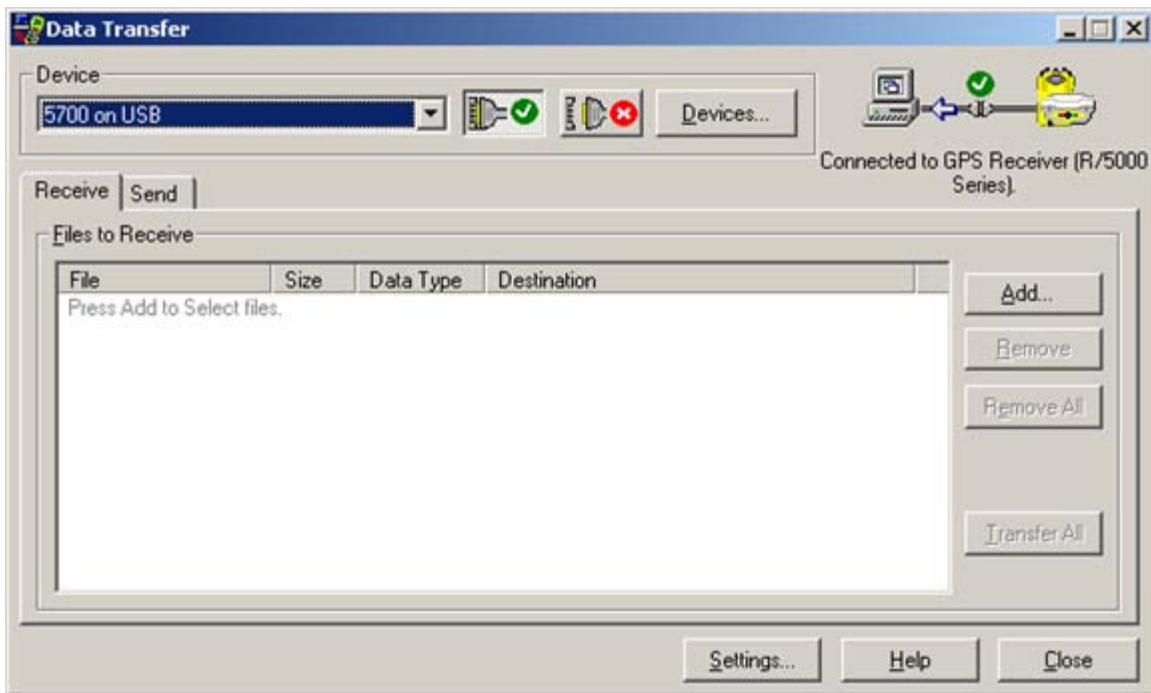 Data Transfer
Device
5700 on USB
Devices...
Connected to GPS Receiver (R/5000
Series).
Receive
Send
Files to Receive
File Size Data Type Destination
Press Add to Select files.
Add...
Remove
Remove All
Transfer All
Settings...
Help
Close